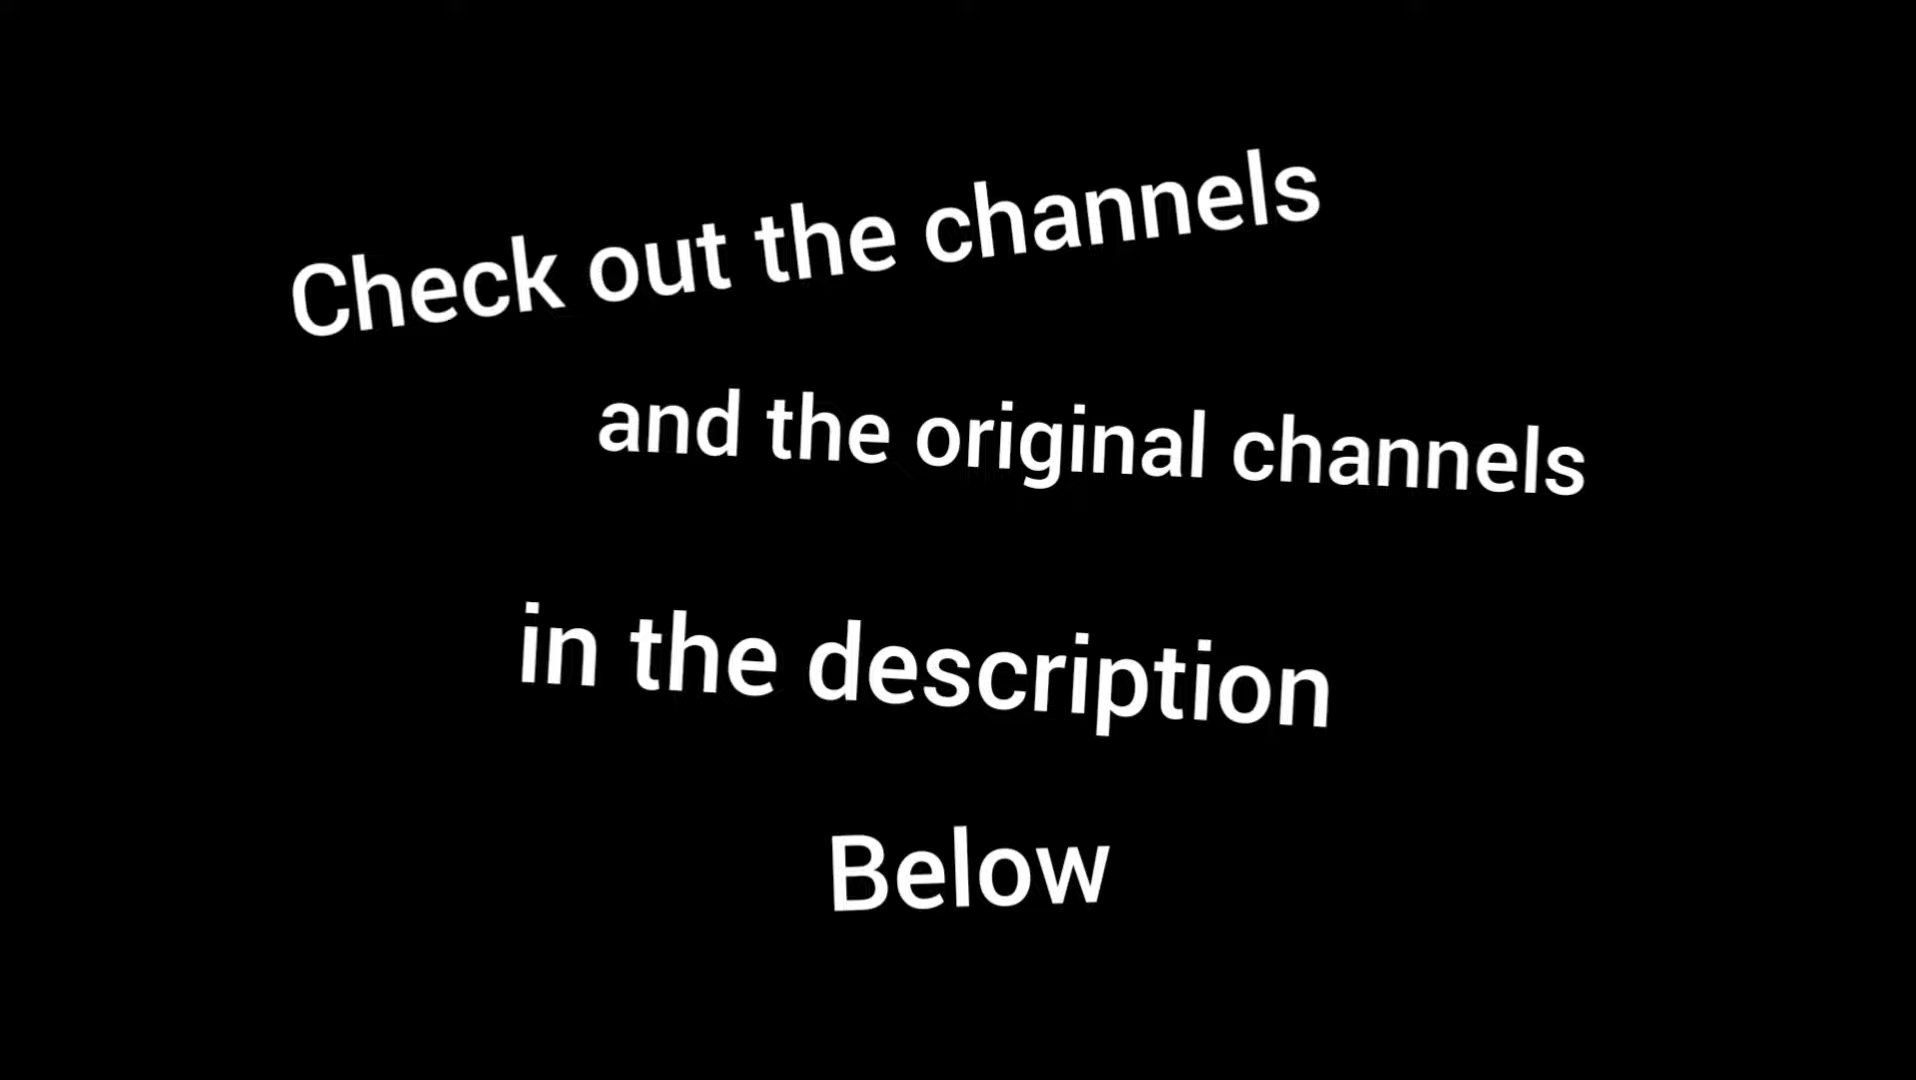 Check out the channels
and the original channels
in the description
Below